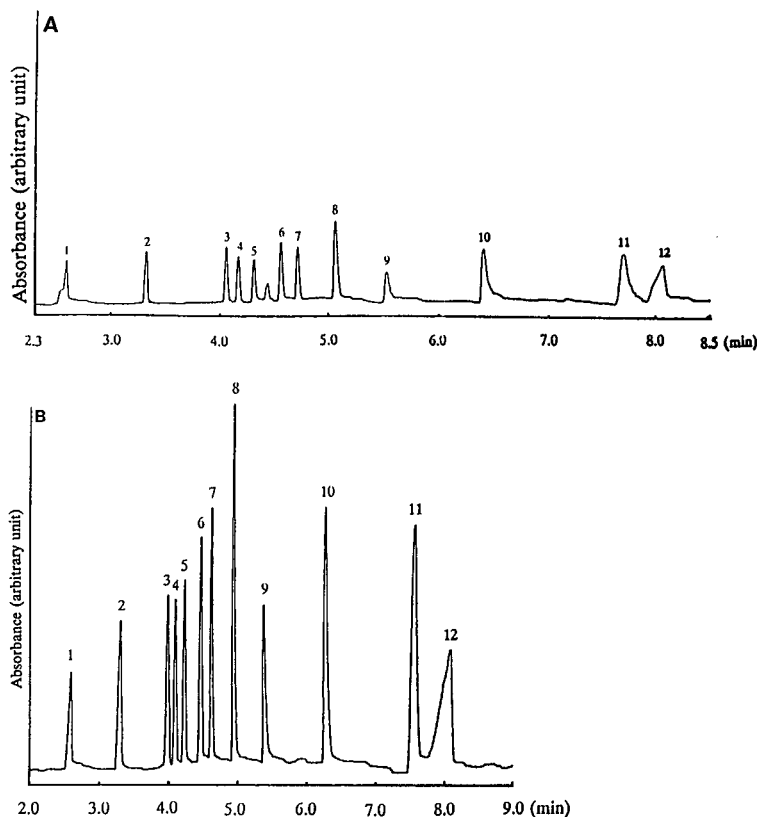 A
Absorbance (arbitrary unit)
1 2 3 4 5 6 7 8 9 10 11 12
2.3 3.0 4.0 5.0 6.0 7.0 8.0 8.5 (min)
B
Absorbance (arbitrary unit)
1 2 3 4 5 6 7 8 9 10 11 12
2.0 3.0 4.0 5.0 6.0 7.0 8.0 9.0 (min)